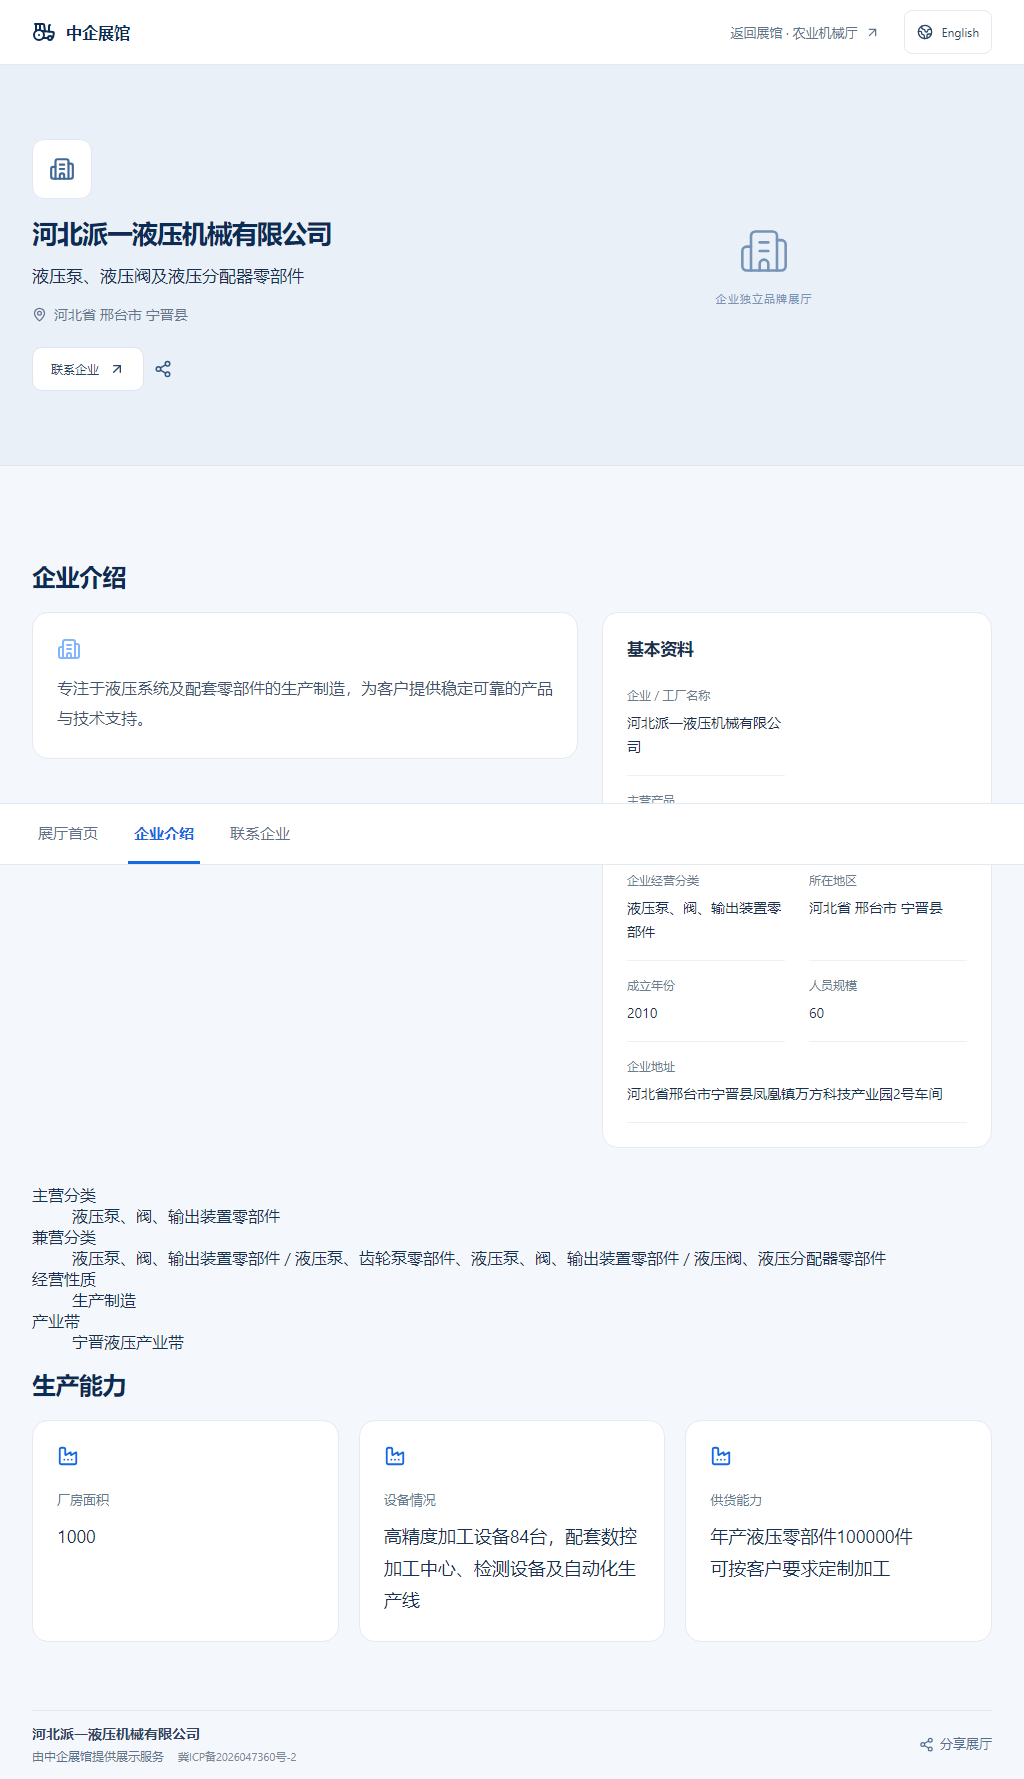 中企展馆
返回展馆 · 农业机械厅
English
河北派一液压机械有限公司
液压泵、液压阀及液压分配器零部件
河北省 邢台市 宁晋县
联系企业
企业独立品牌展厅
企业介绍
专注于液压系统及配套零部件的生产制造，为客户提供稳定可靠的产品
与技术支持。
基本资料
企业 / 工厂名称
河北派一液压机械有限公
司
主营产品
展厅首页
企业介绍
联系企业
企业经营分类
液压泵、阀、输出装置零
部件
所在地区
河北省 邢台市 宁晋县
成立年份
2010
人员规模
60
企业地址
河北省邢台市宁晋县凤凰镇万方科技产业园2号车间
主营分类
液压泵、阀、输出装置零部件
兼营分类
液压泵、阀、输出装置零部件 / 液压泵、齿轮泵零部件、液压泵、阀、输出装置零部件 / 液压阀、液压分配器零部件
经营性质
生产制造
产业带
宁晋液压产业带
生产能力
厂房面积
1000
设备情况
高精度加工设备84台，配套数控
加工中心、检测设备及自动化生
产线
供货能力
年产液压零部件100000件
可按客户要求定制加工
河北派一液压机械有限公司
由中企展馆提供展示服务 冀ICP备2026047360号-2
分享展厅